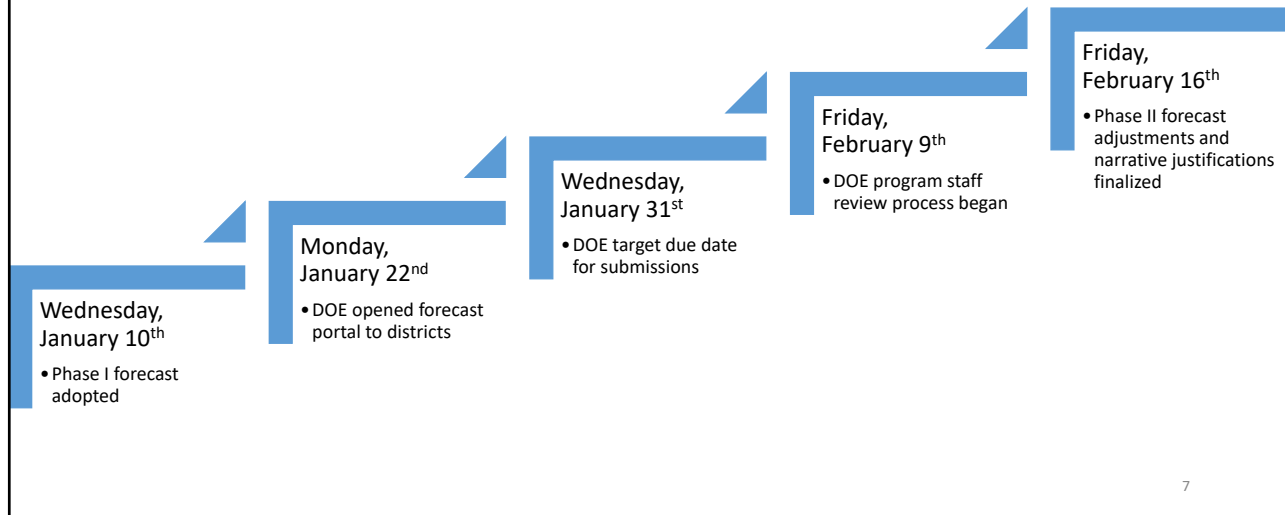 Wednesday,
January 10th
•Phase I forecast
adopted
Monday,
January 22nd
•DOE opened forecast
portal to districts
Wednesday,
January 31st
•DOE target due date
for submissions
Friday,
February 9th
•DOE program staff
review process began
Friday,
February 16th
•Phase II forecast
adjustments and
narrative justifications
finalized
7